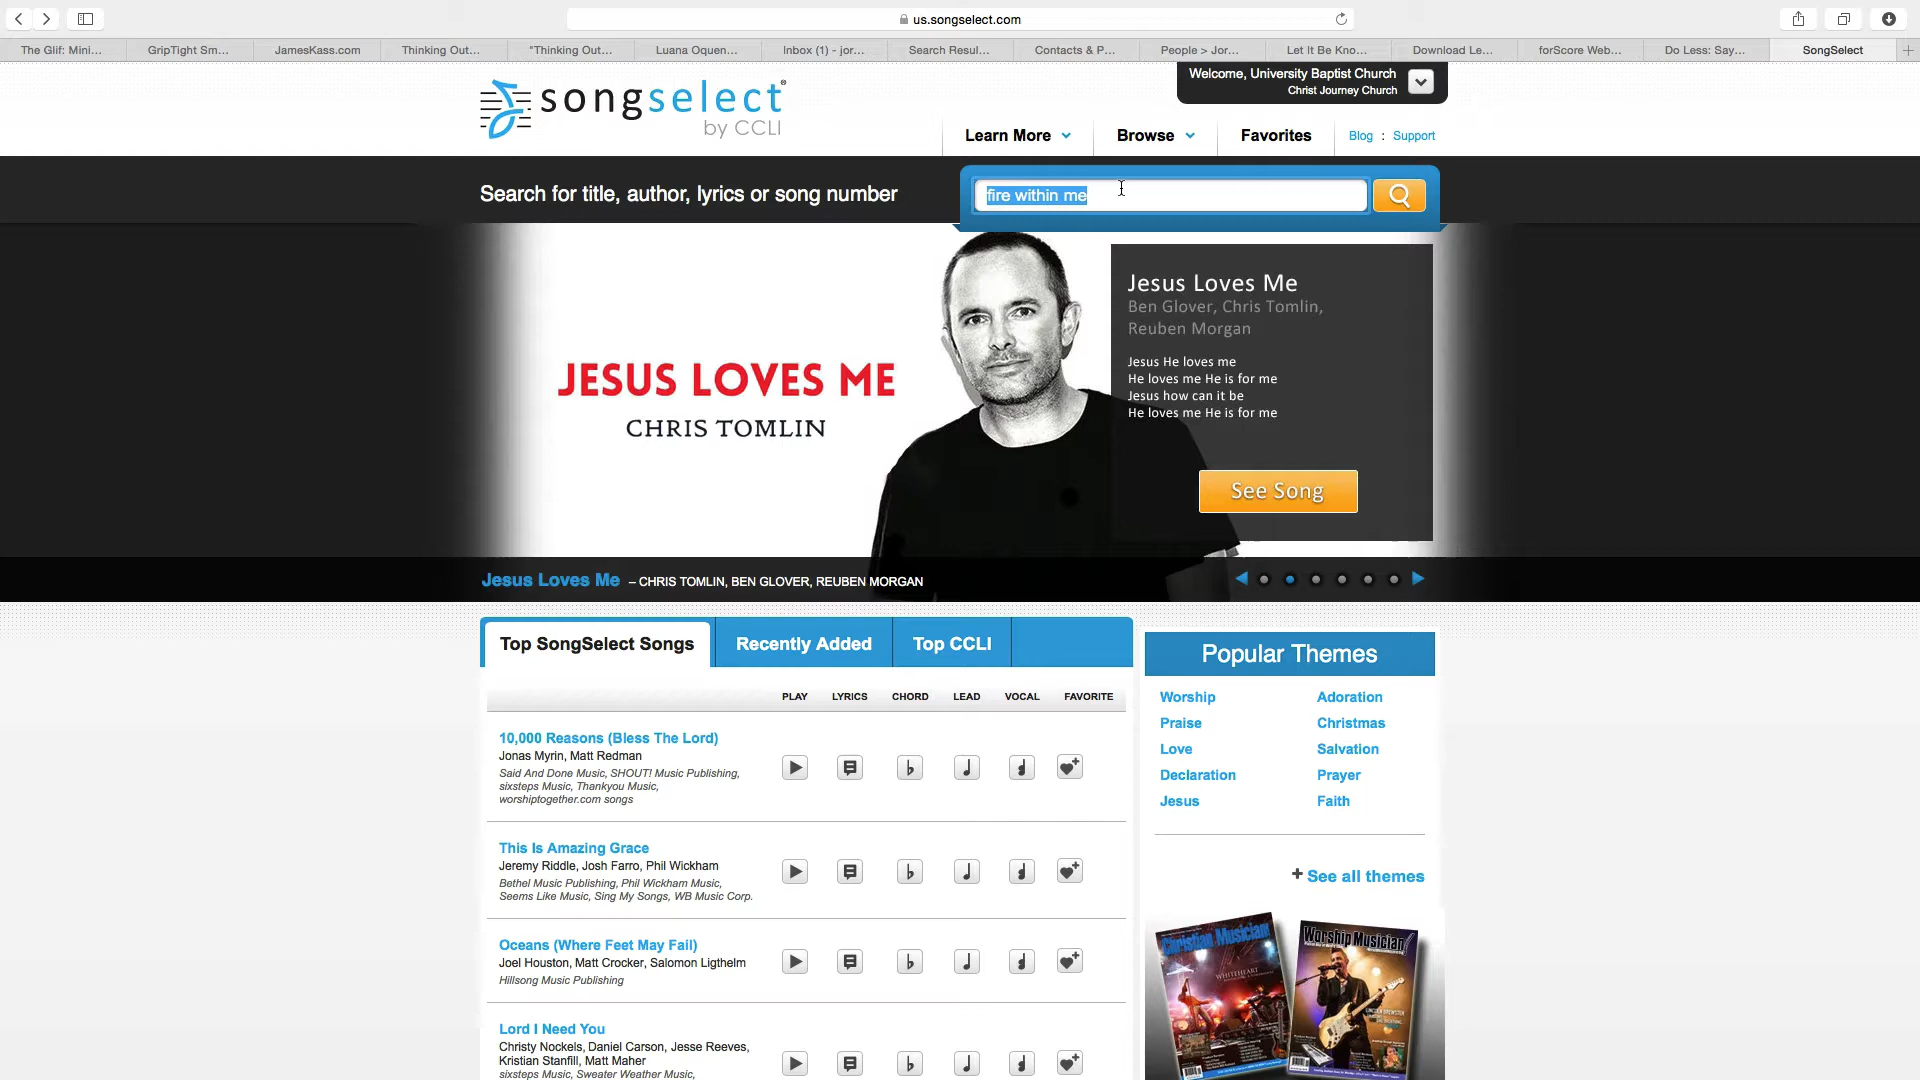 us.songselect.com
The Glif: Mini...
GripTight Sm...
JamesKass.com
Thinking Out...
"Thinking Out...
Luana Oquen...
Inbox (1) - jor...
Search Resul...
Contacts & P...
People > Jor...
Let It Be Kno...
Download Le...
forScore Web...
Do Less: Say...
SongSelect
songselect®
by CCLI
Welcome, University Baptist Church
Christ Journey Church
Learn More
Browse
Favorites
Blog : Support
Search for title, author, lyrics or song number
fire within me
JESUS LOVES ME
CHRIS TOMLIN
Jesus Loves Me
Ben Glover, Chris Tomlin,
Reuben Morgan
Jesus He loves me
He loves me He is for me
Jesus how can it be
He loves me He is for me
See Song
Jesus Loves Me – CHRIS TOMLIN, BEN GLOVER, REUBEN MORGAN
Top SongSelect Songs
Recently Added
Top CCLI
PLAY LYRICS CHORD LEAD VOCAL FAVORITE
10,000 Reasons (Bless The Lord)
Jonas Myrin, Matt Redman
Said And Done Music, SHOUT! Music Publishing,
sixsteps Music, Thankyou Music,
worshiptogether.com songs
This Is Amazing Grace
Jeremy Riddle, Josh Farro, Phil Wickham
Bethel Music Publishing, Phil Wickham Music,
Seems Like Music, Sing My Songs, WB Music Corp.
Oceans (Where Feet May Fail)
Joel Houston, Matt Crocker, Salomon Ligthelm
Hillsong Music Publishing
Lord I Need You
Christy Nockels, Daniel Carson, Jesse Reeves,
Kristian Stanfill, Matt Maher
sixsteps Music, Sweater Weather Music,
Popular Themes
Worship
Adoration
Praise
Christmas
Love
Salvation
Declaration
Prayer
Jesus
Faith
+ See all themes
Christian Musician
WHITEHEART
Worship Musician!